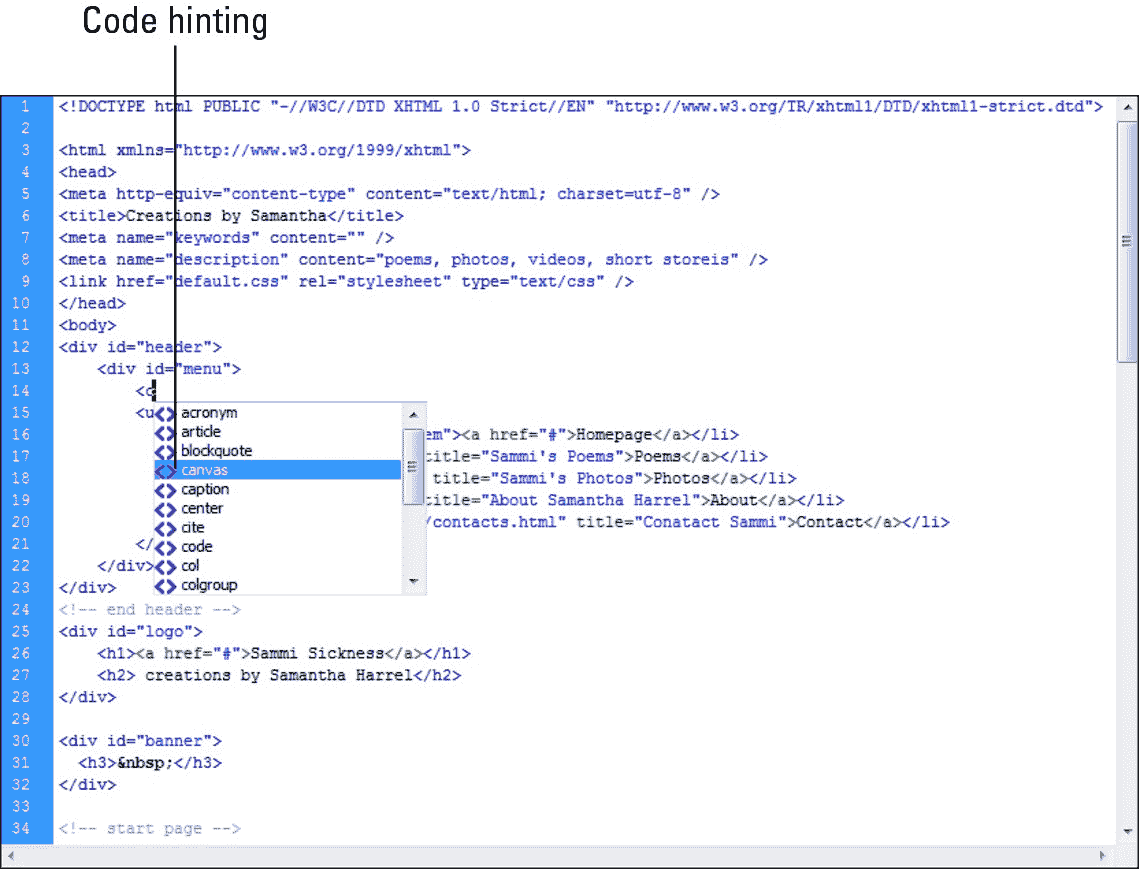 Code hinting
1 <!DOCTYPE html PUBLIC "-//W3C//DTD XHTML 1.0 Strict//EN" "http://www.w3.org/TR/xhtml1/DTD/xhtml1-strict.dtd">
2
3 <html xmlns="http://www.w3.org/1999/xhtml">
4 <head>
5 <meta http-equiv="content-type" content="text/html; charset=utf-8" />
6 <title>Creations by Samantha</title>
7 <meta name="keywords" content="" />
8 <meta name="description" content="poems, photos, videos, short storeis" />
9 <link href="default.css" rel="stylesheet" type="text/css" />
10 </head>
11 <body>
12 <div id="header">
13 <div id="menu">
14 <c
15 <u
16 em"><a href="#">Homepage</a></li>
17 title="Sammi's Poems">Poems</a></li>
18 title="Sammi's Photos">Photos</a></li>
19 title="About Samantha Harrel">About</a></li>
20 /contacts.html" title="Conatact Sammi">Contact</a></li>
21 </
22 </div>
23 </div>
acronym
article
blockquote
canvas
caption
center
cite
code
col
colgroup
24 <!-- end header -->
25 <div id="logo">
26 <h1><a href="#">Sammi Sickness</a></h1>
27 <h2> creations by Samantha Harrel</h2>
28 </div>
29
30 <div id="banner">
31 <h3>&nbsp;</h3>
32 </div>
33
34 <!-- start page -->